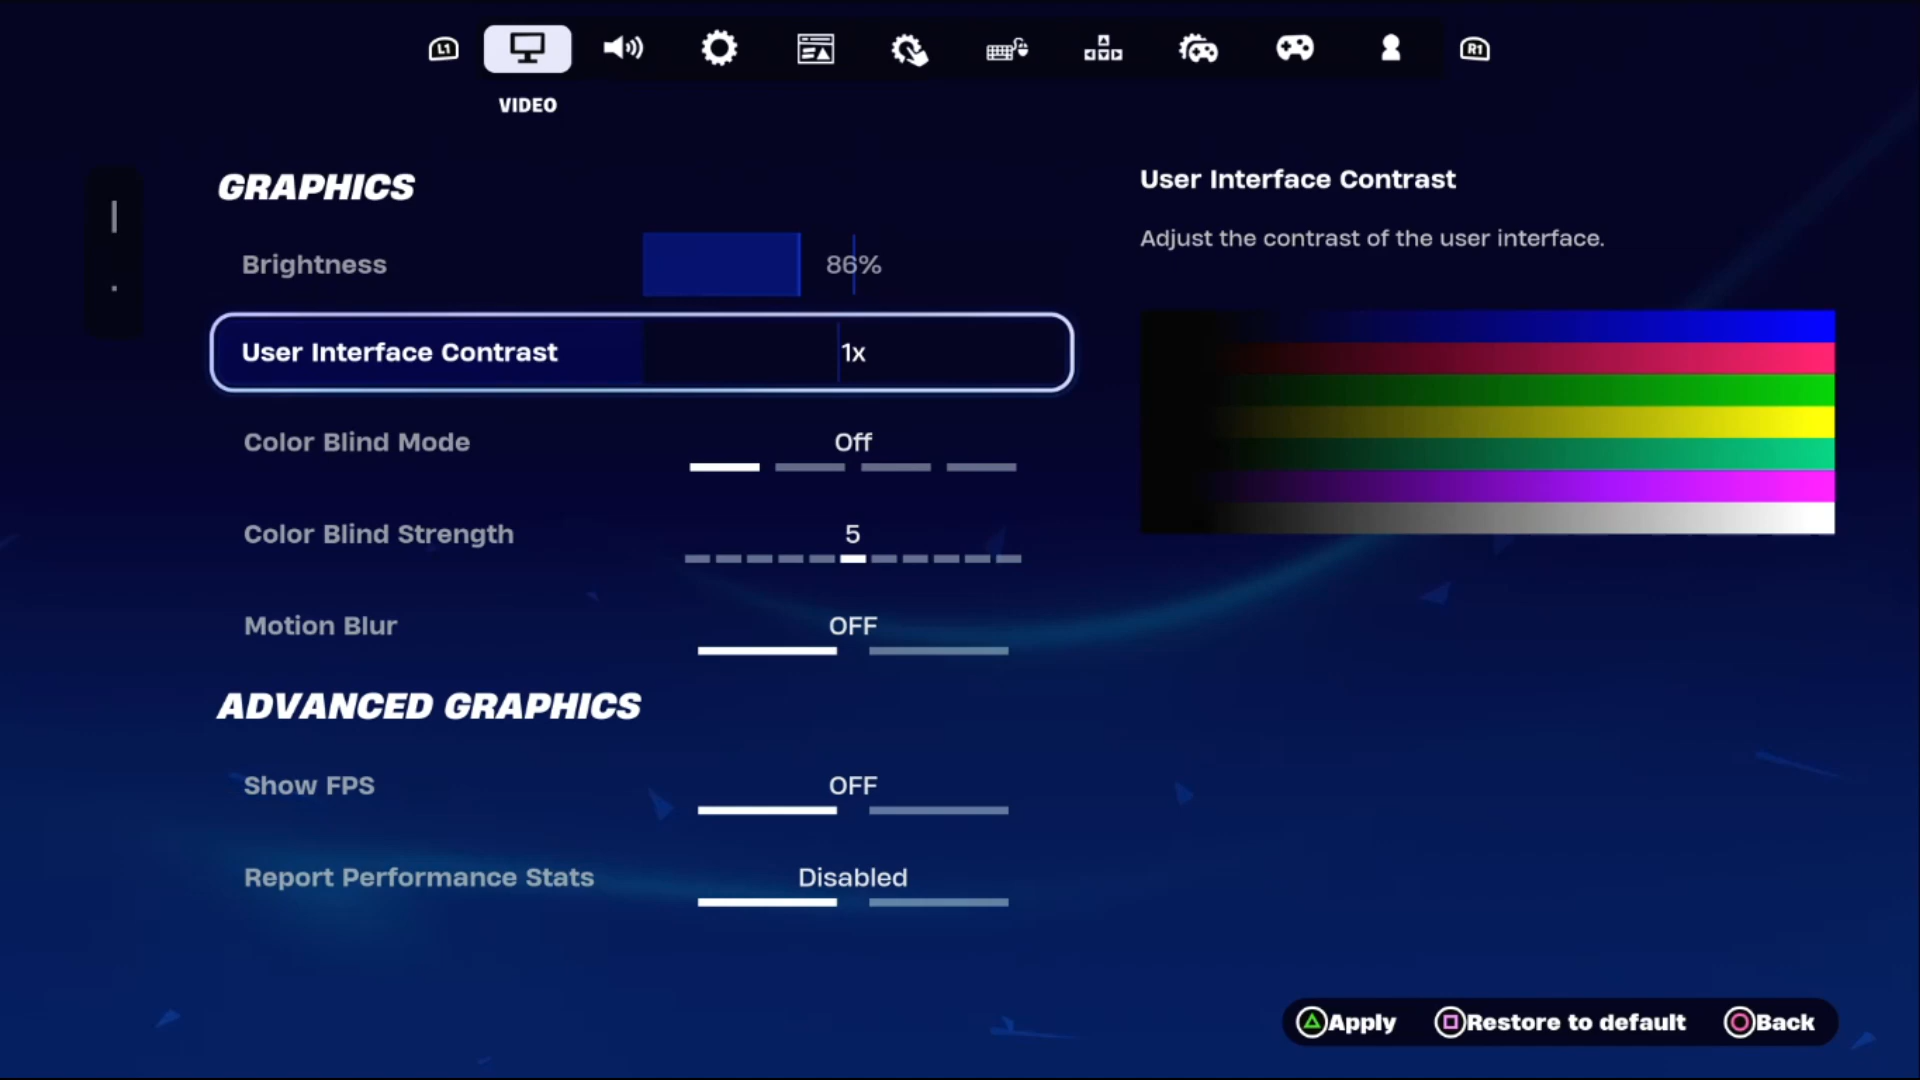 L1
R1
VIDEO
GRAPHICS
Brightness
86%
User Interface Contrast
1x
Color Blind Mode
Off
Color Blind Strength
5
Motion Blur
OFF
ADVANCED GRAPHICS
Show FPS
OFF
Report Performance Stats
Disabled
User Interface Contrast
Adjust the contrast of the user interface.
Apply
Restore to default
Back